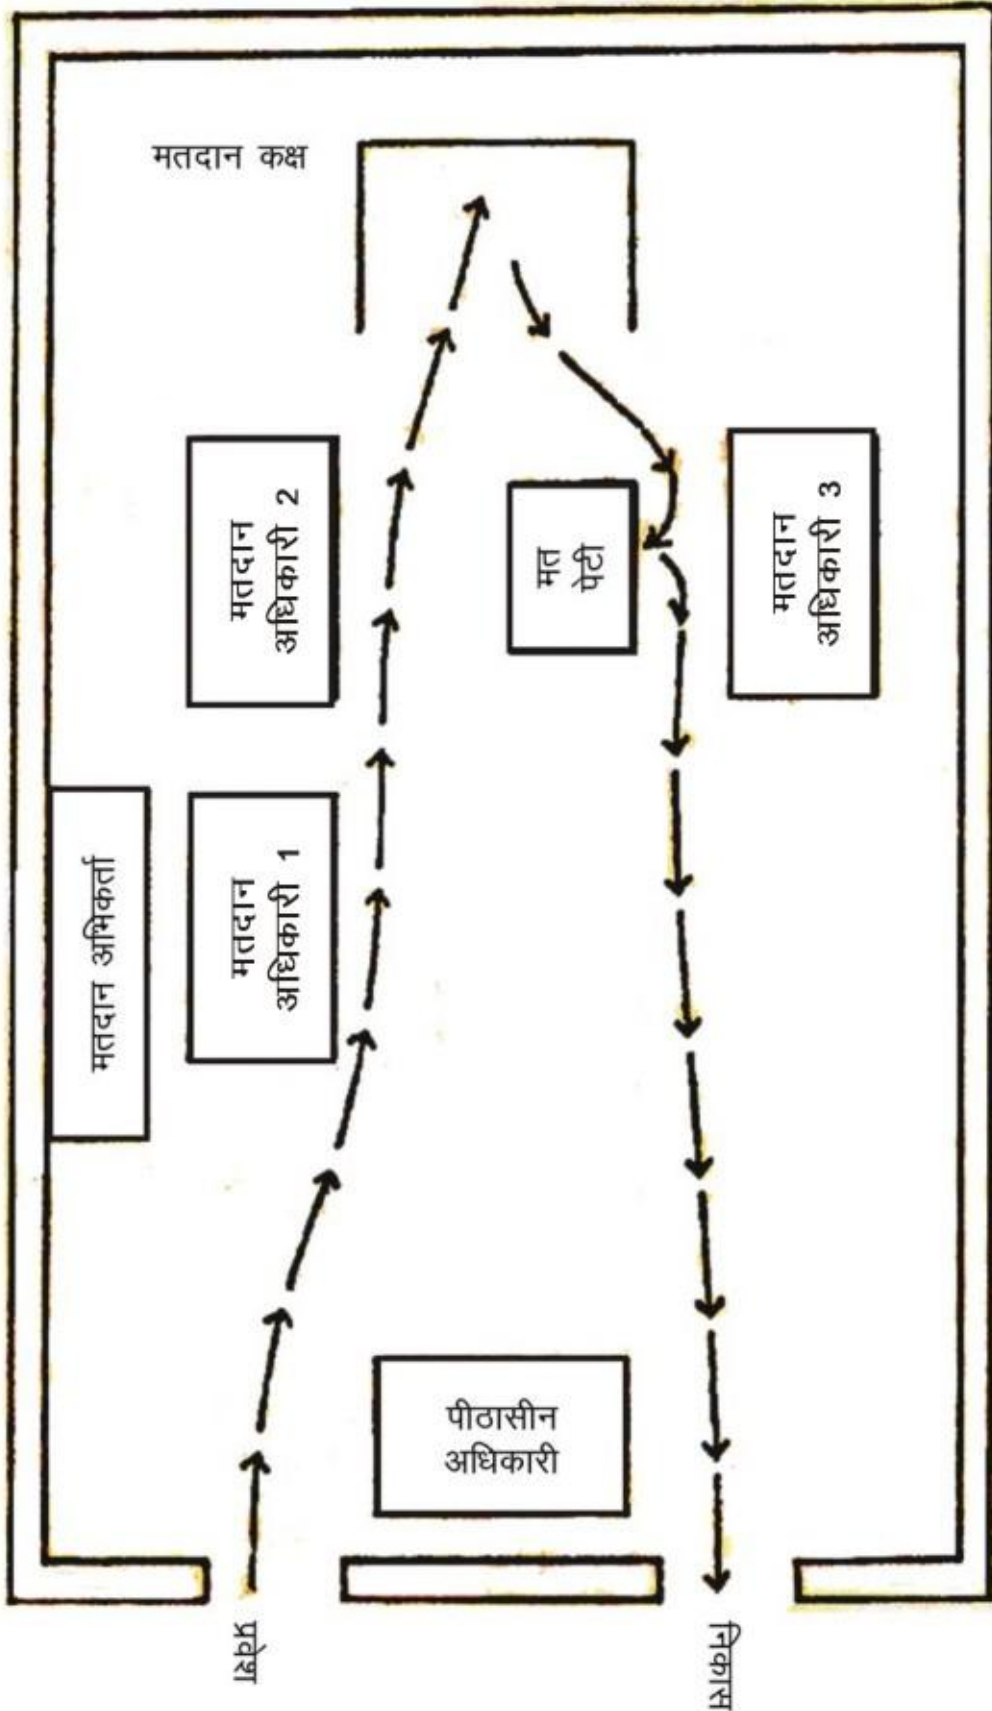 मतदान कक्ष
मतदान
अधिकारी 2
मत
पेटी
मतदान
अधिकारी 3
मतदान अभिकर्ता
मतदान
अधिकारी 1
पीठासीन
अधिकारी
प्रवेश
निकास